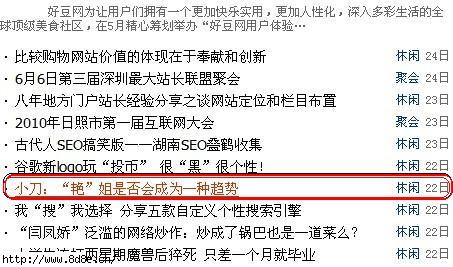 好豆网为让用户们拥有一个更加快乐实用，更加人性化，深入多彩生活的全
球顶级美食社区，在5月精心筹划举办“好豆网用户体验…
· 比较购物网站价值的体现在于奉献和创新 休闲 24日
· 6月6日第三届深圳最大站长联盟聚会 聚会 24日
· 八年地方门户站长经验分享之谈网站定位和栏目布置 休闲 23日
· 2010年日照市第一届互联网大会 聚会 23日
· 古代人SEO搞笑版——湖南SEO叠鹤收集 休闲 23日
· 谷歌新logo玩“投币” 很“黑”很个性！ 休闲 22日
· 小刀：“艳”姐是否会成为一种趋势 休闲 22日
· 我“搜”我选择 分享五款自定义个性搜索引擎 休闲 22日
· “闫凤娇”泛滥的网络炒作：炒成了锅巴也是一道菜么？ 休闲 22日
两星期魔兽后猝死 只差一个月就毕业 休闲 22日